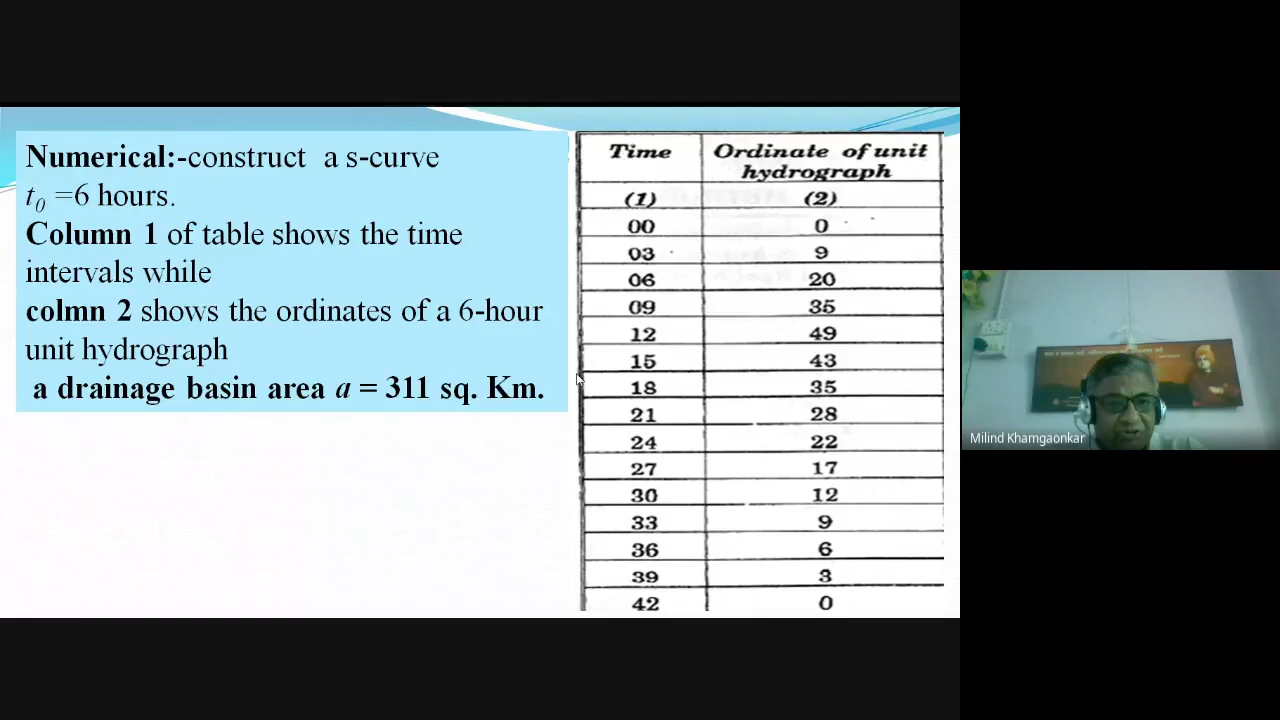 Numerical:-construct a s-curve
t0 =6 hours.
Column 1 of table shows the time
intervals while
colmn 2 shows the ordinates of a 6-hour
unit hydrograph
a drainage basin area a = 311 sq. Km.
Time Ordinate of unit
hydrograph
(1) (2)
00 0
03 9
06 20
09 35
12 49
15 43
18 35
21 28
24 22
27 17
30 12
33 9
36 6
39 3
42 0
Milind Khamgaonkar